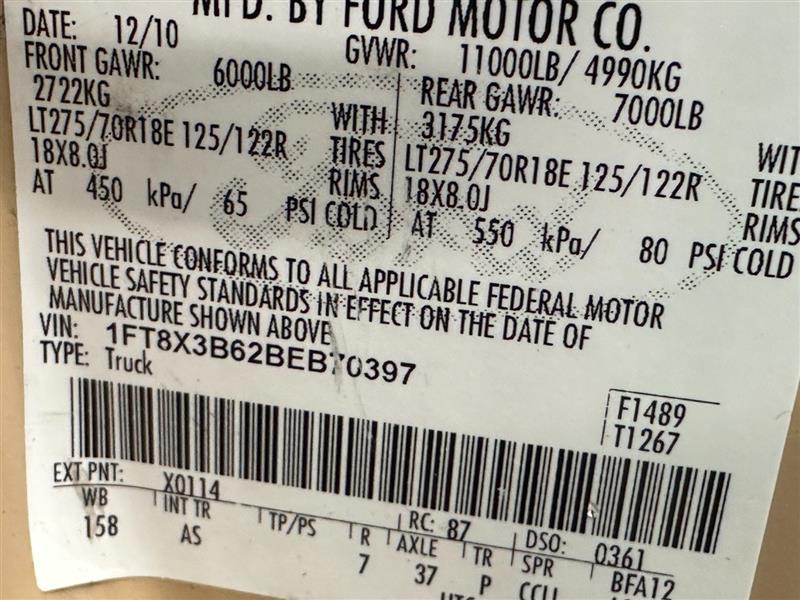 MFD. BY FORD MOTOR CO.
DATE: 12/10 GVWR: 11000LB/ 4990KG
FRONT GAWR: 6000LB REAR GAWR: 7000LB
2722KG WITH 3175KG WIT
LT275/70R18E 125/122R TIRES LT275/70R18E 125/122R TIRE
18X8.0J RIMS 18X8.0J RIMS
AT 450 kPa/ 65 PSI COLD AT 550 kPa/ 80 PSI COLD
THIS VEHICLE CONFORMS TO ALL APPLICABLE FEDERAL MOTOR
VEHICLE SAFETY STANDARDS IN EFFECT ON THE DATE OF
MANUFACTURE SHOWN ABOVE
VIN: 1FT8X3B62BEB70397
TYPE: Truck
F1489
T1267
EXT PNT: X0114 RC: 87 DSO: 0361
WB INT TR TP/PS R AXLE TR SPR BFA12
158 AS 7 37 P CCU